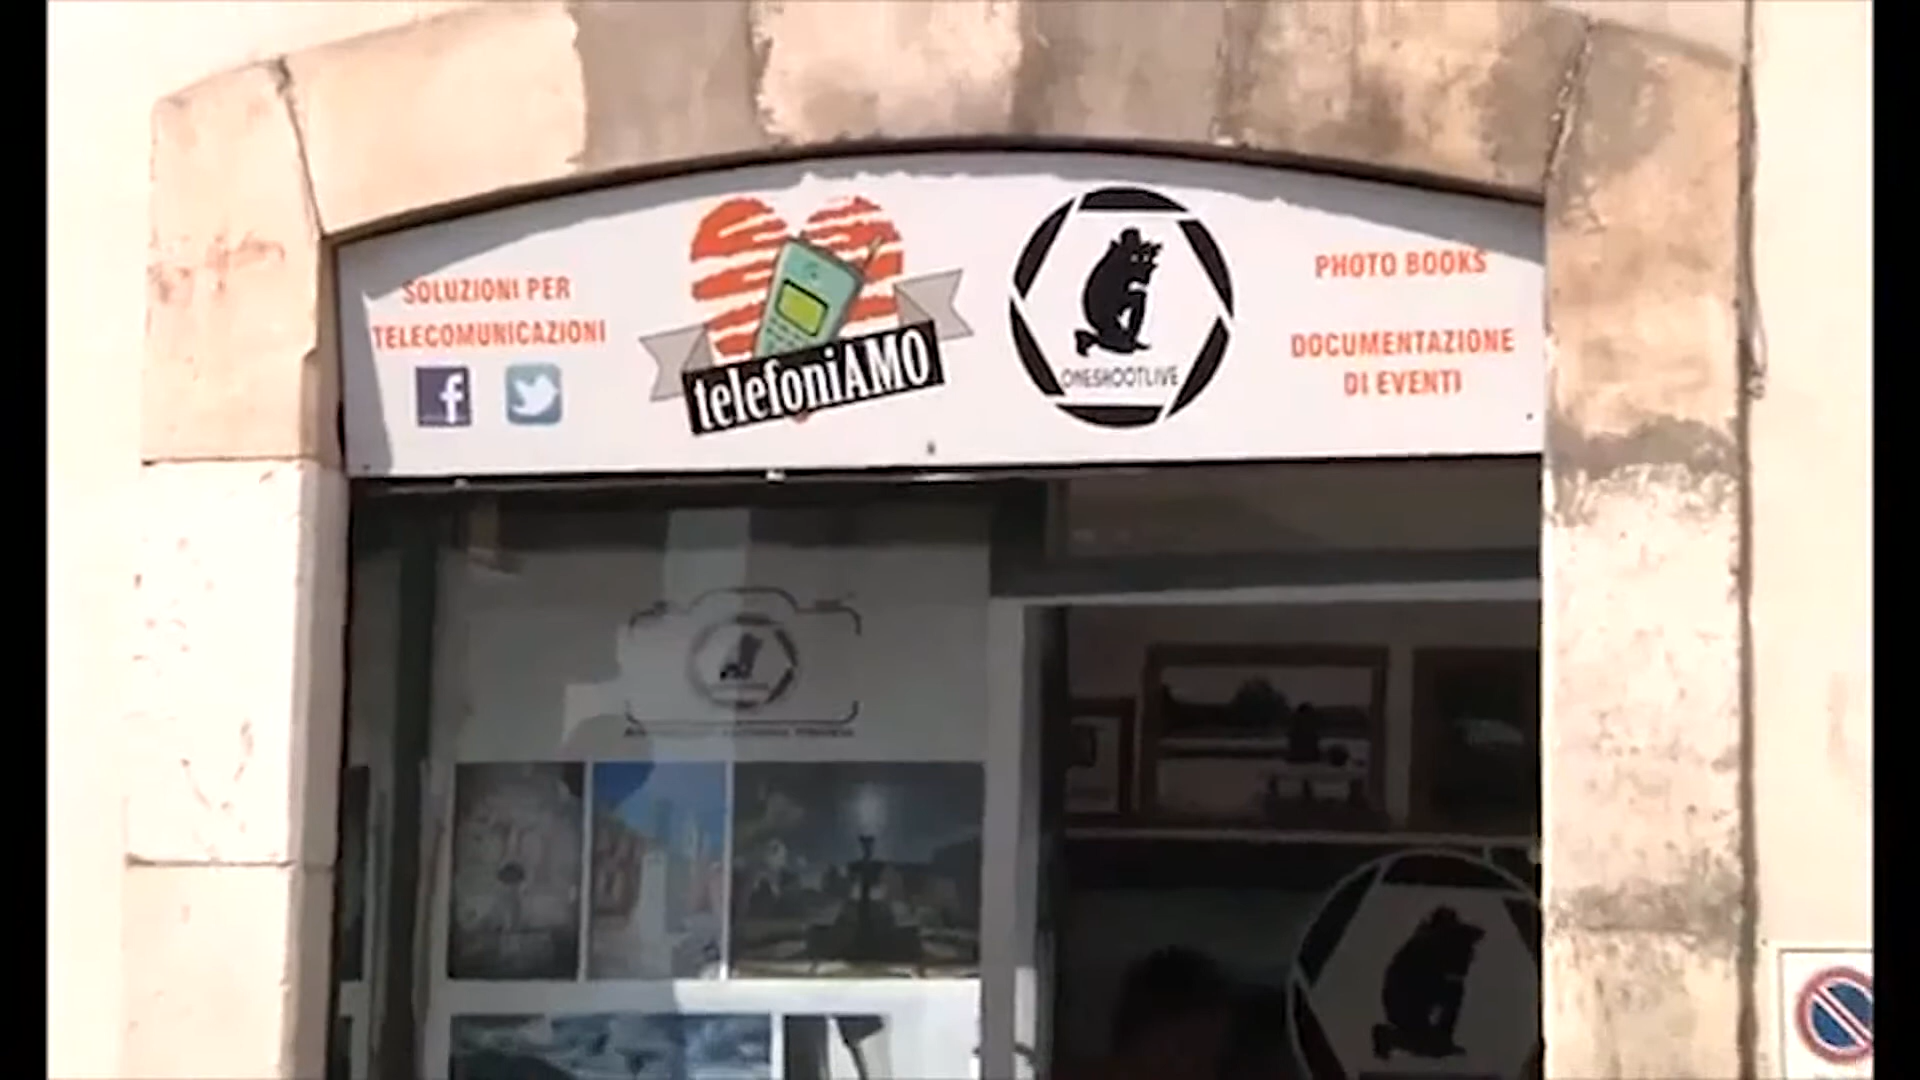 SOLUZIONI PER
TELECOMUNICAZIONI
f
telefoniAMO
ONESHOOTLIVE
PHOTO BOOKS
DOCUMENTAZIONE
DI EVENTI